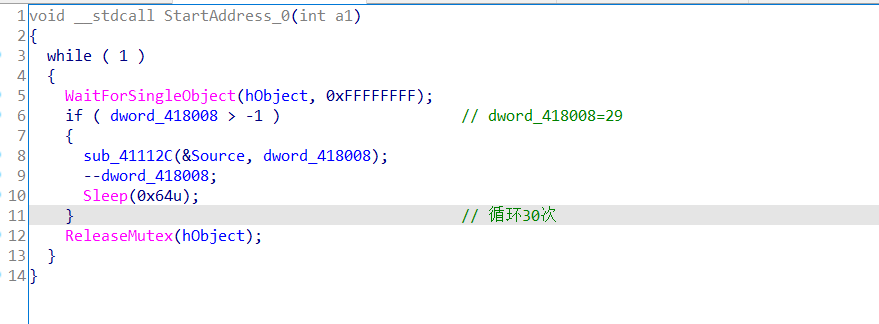 1 void __stdcall StartAddress_0(int a1)
2 {
3   while ( 1 )
4   {
5     WaitForSingleObject(hObject, 0xFFFFFFFF);
6     if ( dword_418008 > -1 )                    // dword_418008=29
7     {
8       sub_41112C(&Source, dword_418008);
9       --dword_418008;
10       Sleep(0x64u);
11     }                                           // 循环30次
12     ReleaseMutex(hObject);
13   }
14 }